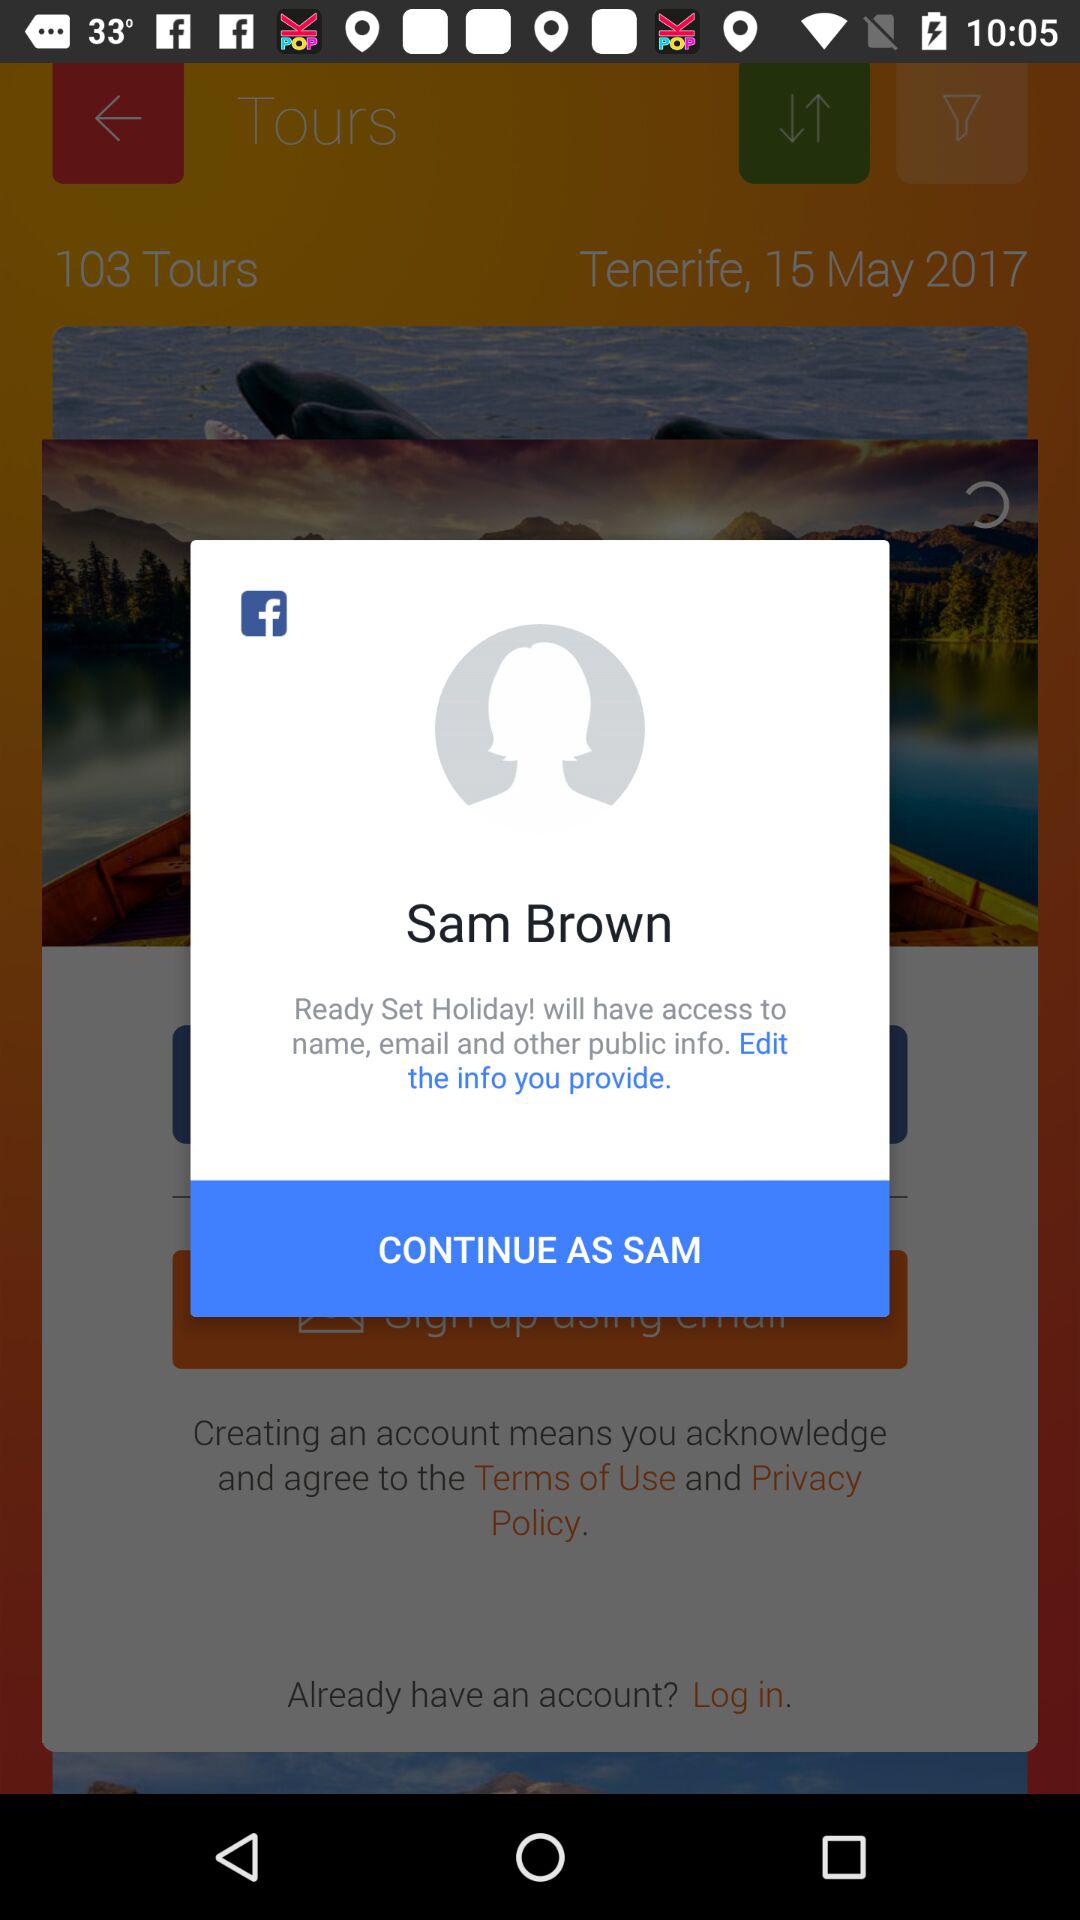 33° KPOP KPOP 10:05
Tours
103 Tours Tenerife, 15 May 2017
Sam Brown
Ready Set Holiday! will have access to
name, email and other public info. Edit
the info you provide.
CONTINUE AS SAM
Sign up using email
Creating an account means you acknowledge
and agree to the Terms of Use and Privacy
Policy.
Already have an account? Log in.